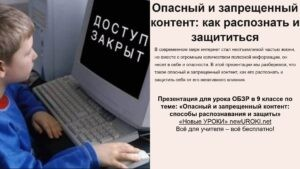 ДОСТУП
ЗАКРЫТ
Опасный и запрещенный
контент: как распознать и
защититься
В современном мире интернет стал неотъемлемой частью жизни,
но вместе с огромным количеством полезной информации, он
несет в себе и опасности. В этой презентации мы разберемся, что
такое опасный и запрещенный контент, как его распознать и
защитить себя от его негативного влияния.
Презентация для урока ОБЗР в 9 классе по
теме: «Опасный и запрещенный контент:
способы распознавания и защиты»
«Новые УРОКИ» newUROKI.net
Всё для учителя – всё бесплатно!